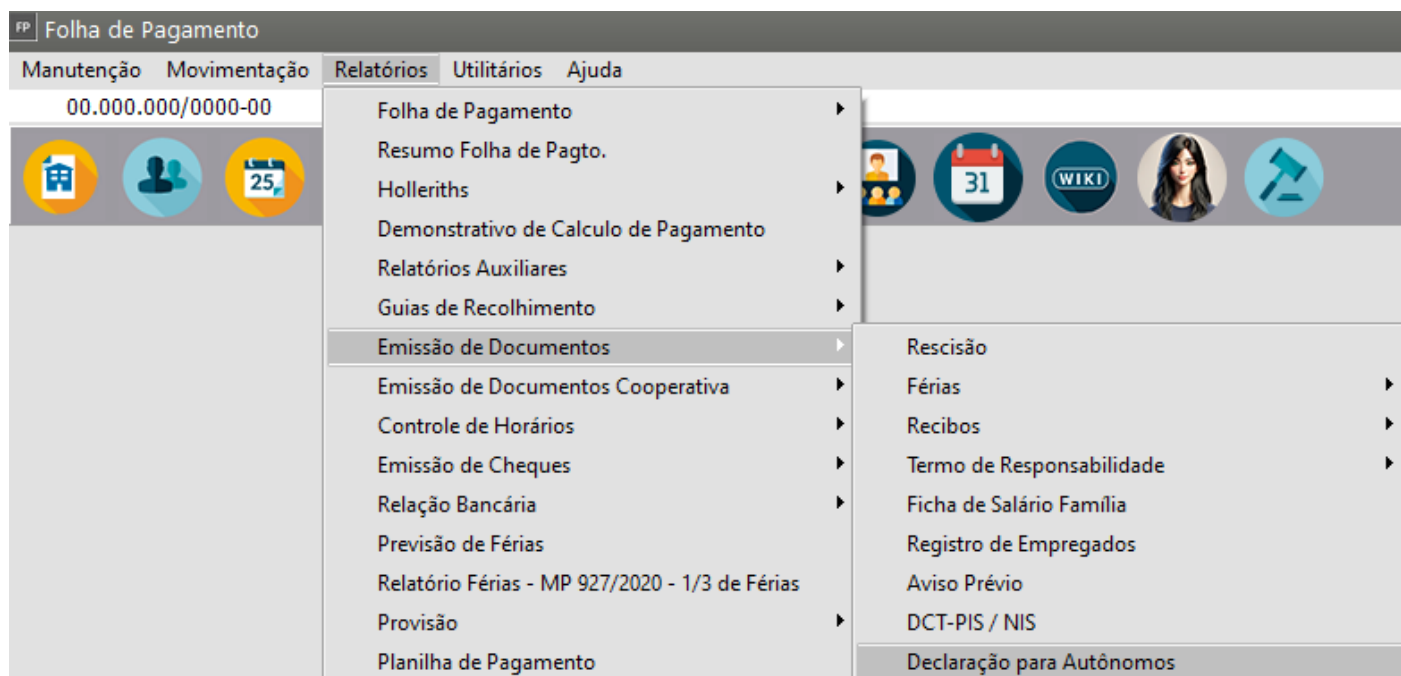 FP Folha de Pagamento
Manutenção Movimentação Relatórios Utilitários Ajuda
00.000.000/0000-00
25
31
WIKI
Folha de Pagamento
Resumo Folha de Pagto.
Holleriths
Demonstrativo de Calculo de Pagamento
Relatórios Auxiliares
Guias de Recolhimento
Emissão de Documentos
Emissão de Documentos Cooperativa
Controle de Horários
Emissão de Cheques
Relação Bancária
Previsão de Férias
Relatório Férias - MP 927/2020 - 1/3 de Férias
Provisão
Planilha de Pagamento
Rescisão
Férias
Recibos
Termo de Responsabilidade
Ficha de Salário Família
Registro de Empregados
Aviso Prévio
DCT-PIS / NIS
Declaração para Autônomos